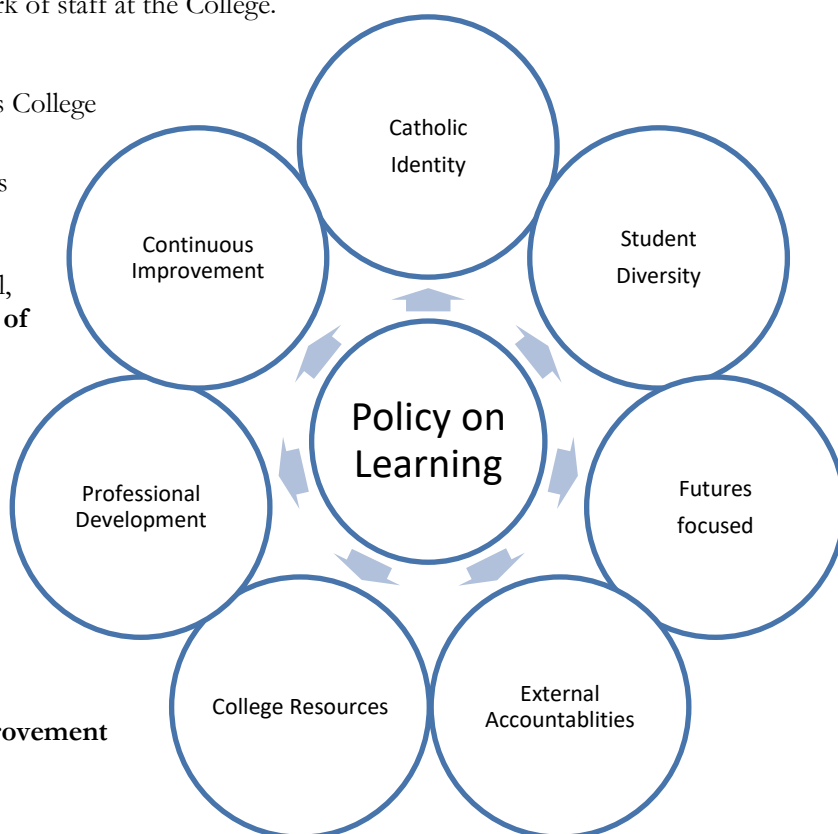 rk of staff at the College.
s College
s
l,
of
rovement
Catholic
Identity
Student
Diversity
Futures
focused
External
Accountablities
College Resources
Professional
Development
Continuous
Improvement
Policy on
Learning